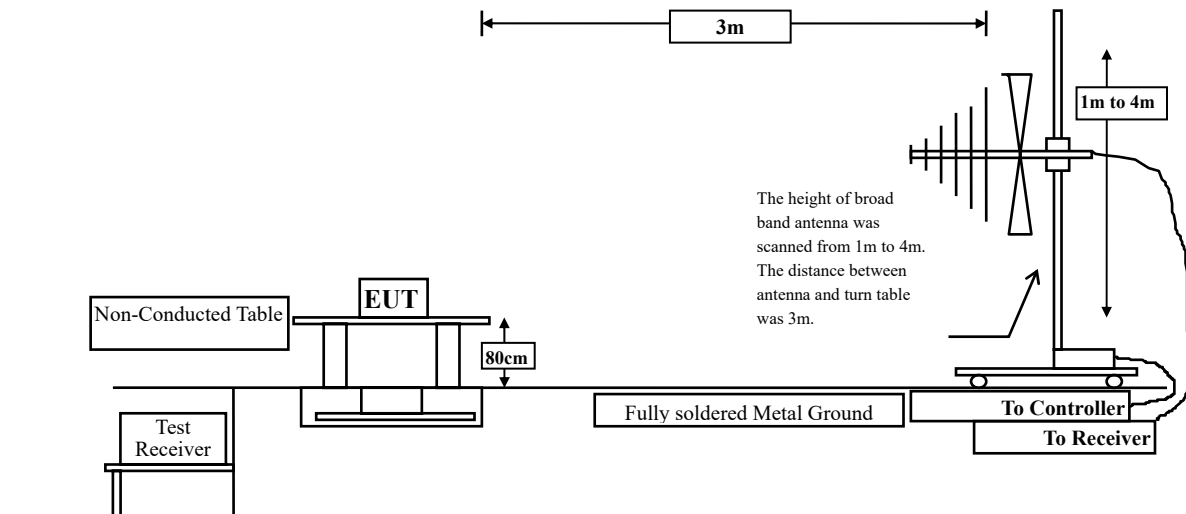 3m
1m to 4m
The height of broad
band antenna was
scanned from 1m to 4m.
The distance between
antenna and turn table
was 3m.
EUT
Non-Conducted Table
80cm
Fully soldered Metal Ground
To Controller
To Receiver
Test
Receiver